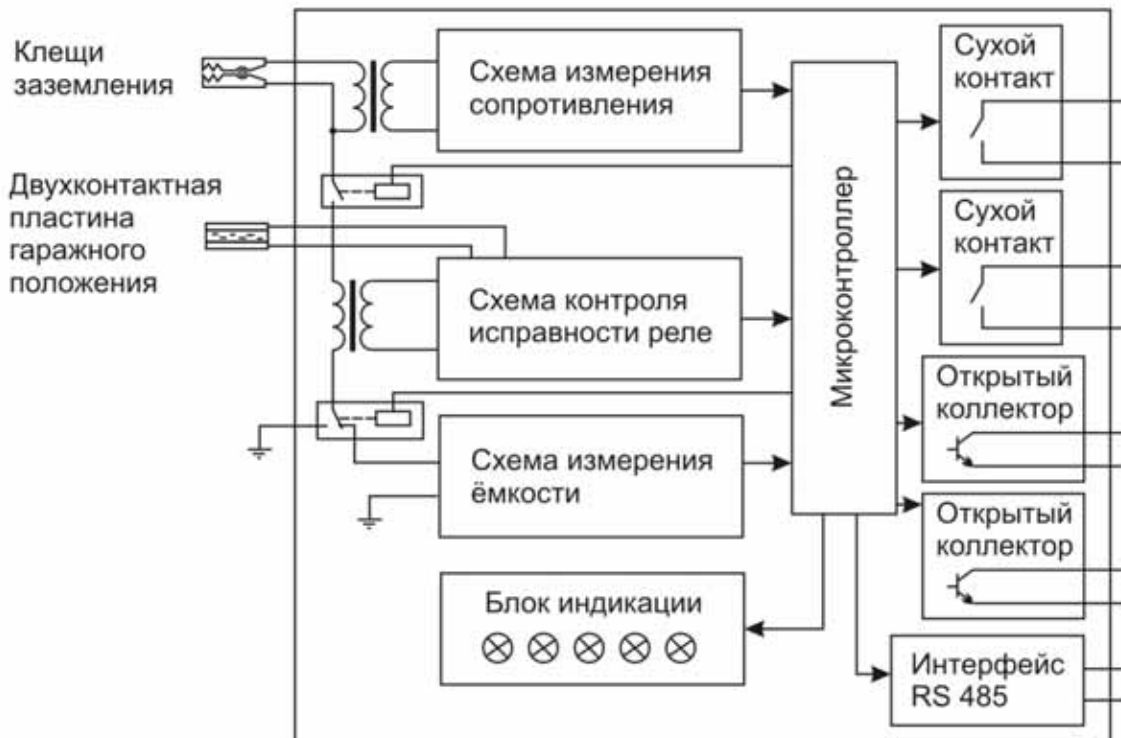 Клещи
заземления
Двухконтактная
пластина
гаражного
положения
Схема измерения
сопротивления
Схема контроля
исправности реле
Схема измерения
ёмкости
Блок индикации
Микроконтроллер
Сухой
контакт
Сухой
контакт
Открытый
коллектор
Открытый
коллектор
Интерфейс
RS 485